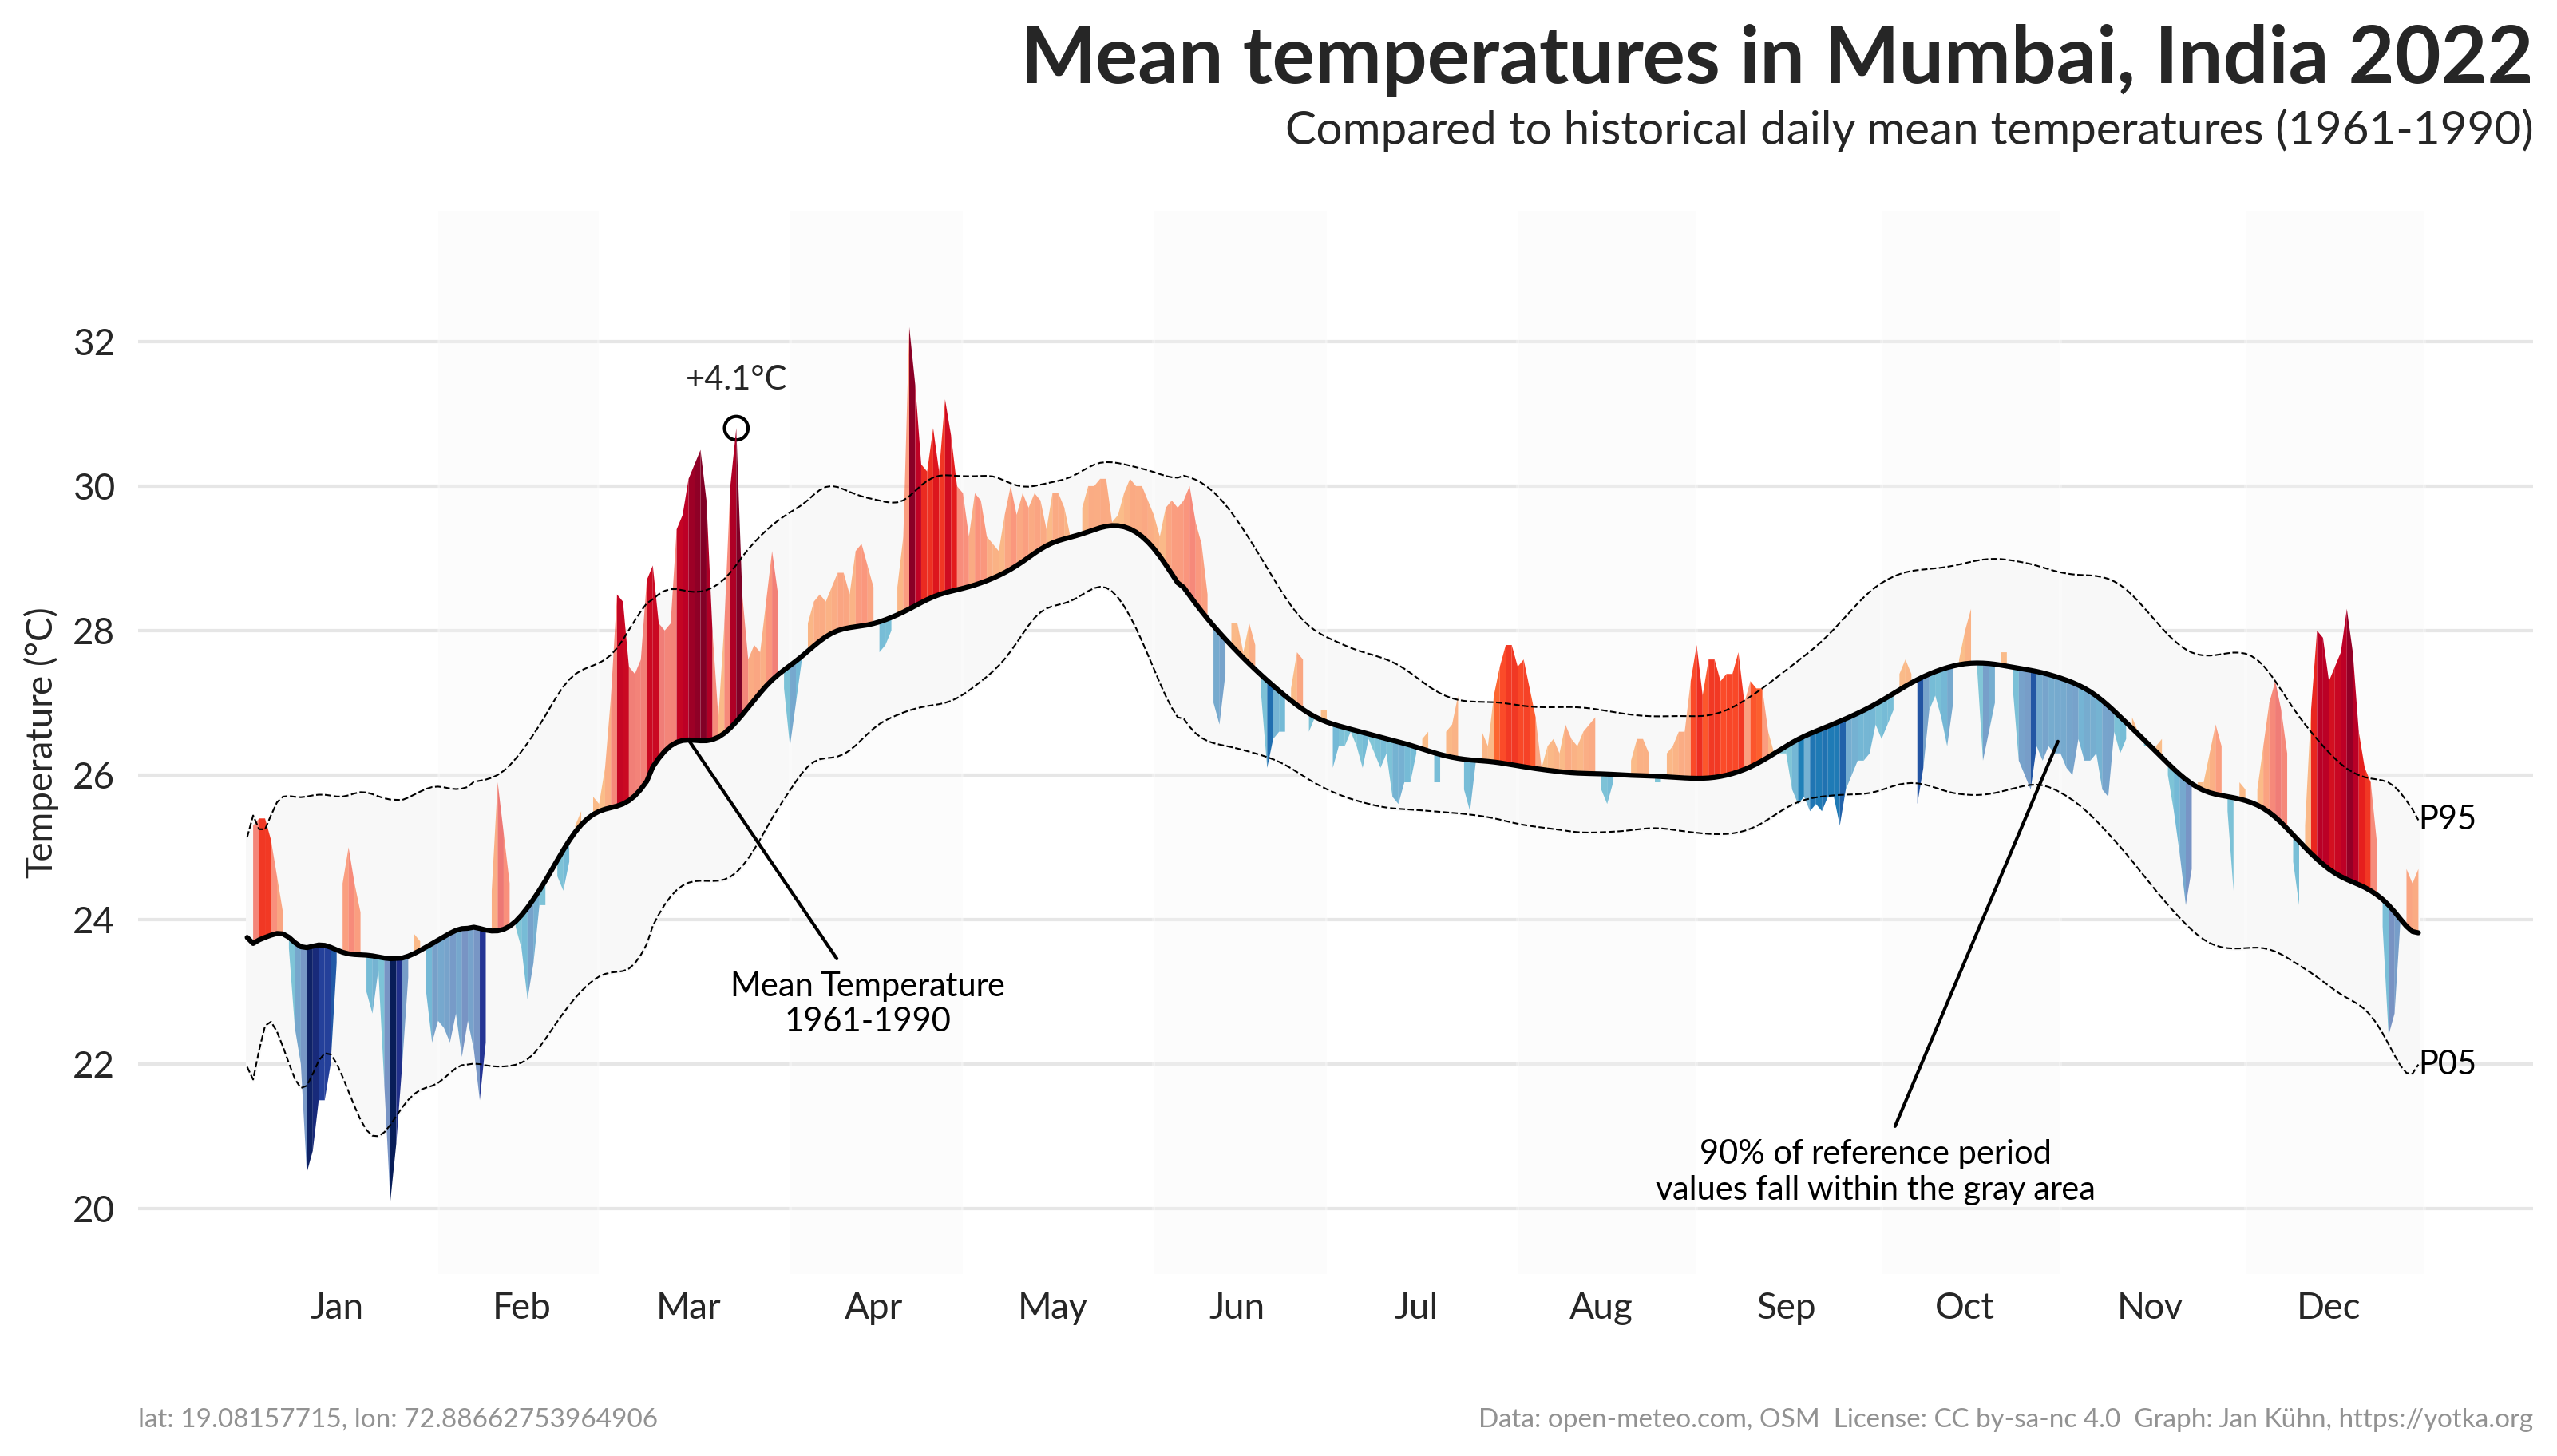 Mean temperatures in Mumbai, India 2022
Compared to historical daily mean temperatures (1961-1990)
Temperature (°C)
32
30
28
26
24
22
20
+4.1°C
Mean Temperature
1961-1990
90% of reference period
values fall within the gray area
P95
P05
Jan Feb Mar Apr May Jun Jul Aug Sep Oct Nov Dec
lat: 19.08157715, lon: 72.88662753964906
Data: open-meteo.com, OSM License: CC by-sa-nc 4.0 Graph: Jan Kühn, https://yotka.org